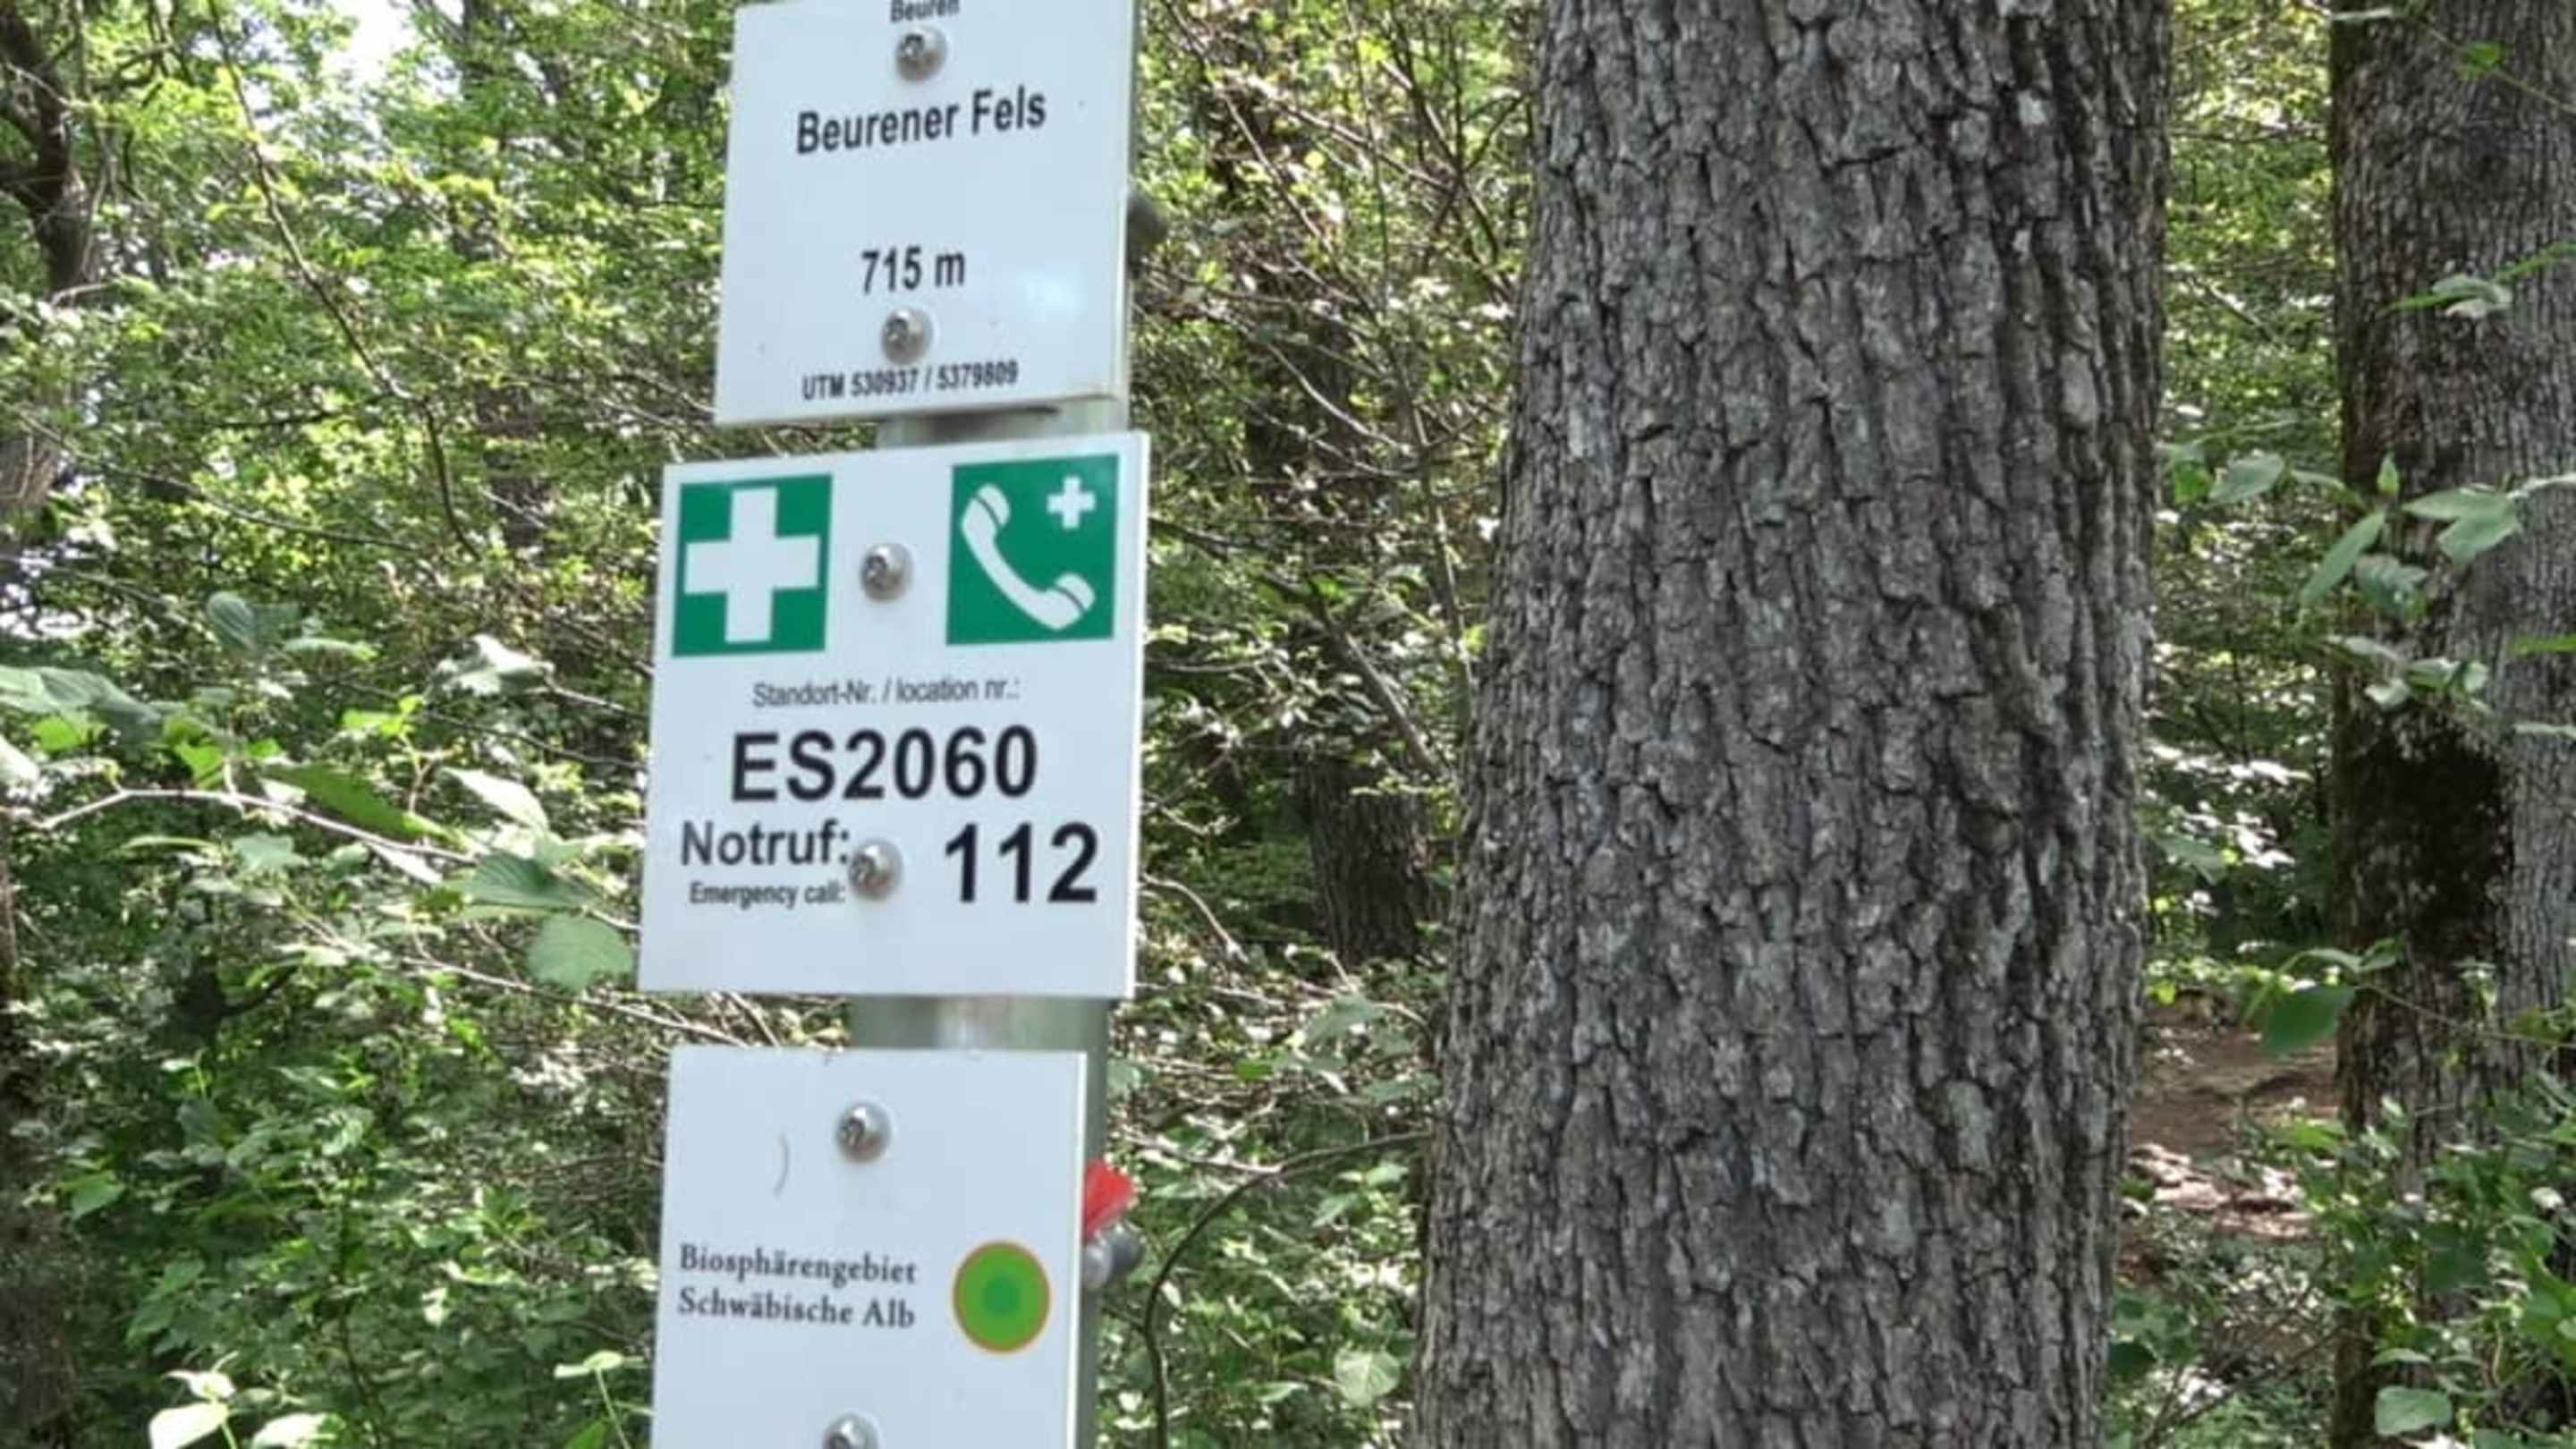 Beuren
Beurener Fels
715 m
UTM 530937 / 5379809
Standort-Nr. / location nr.:
ES2060
Notruf: 112
Emergency call:
Biosphärengebiet
Schwäbische Alb